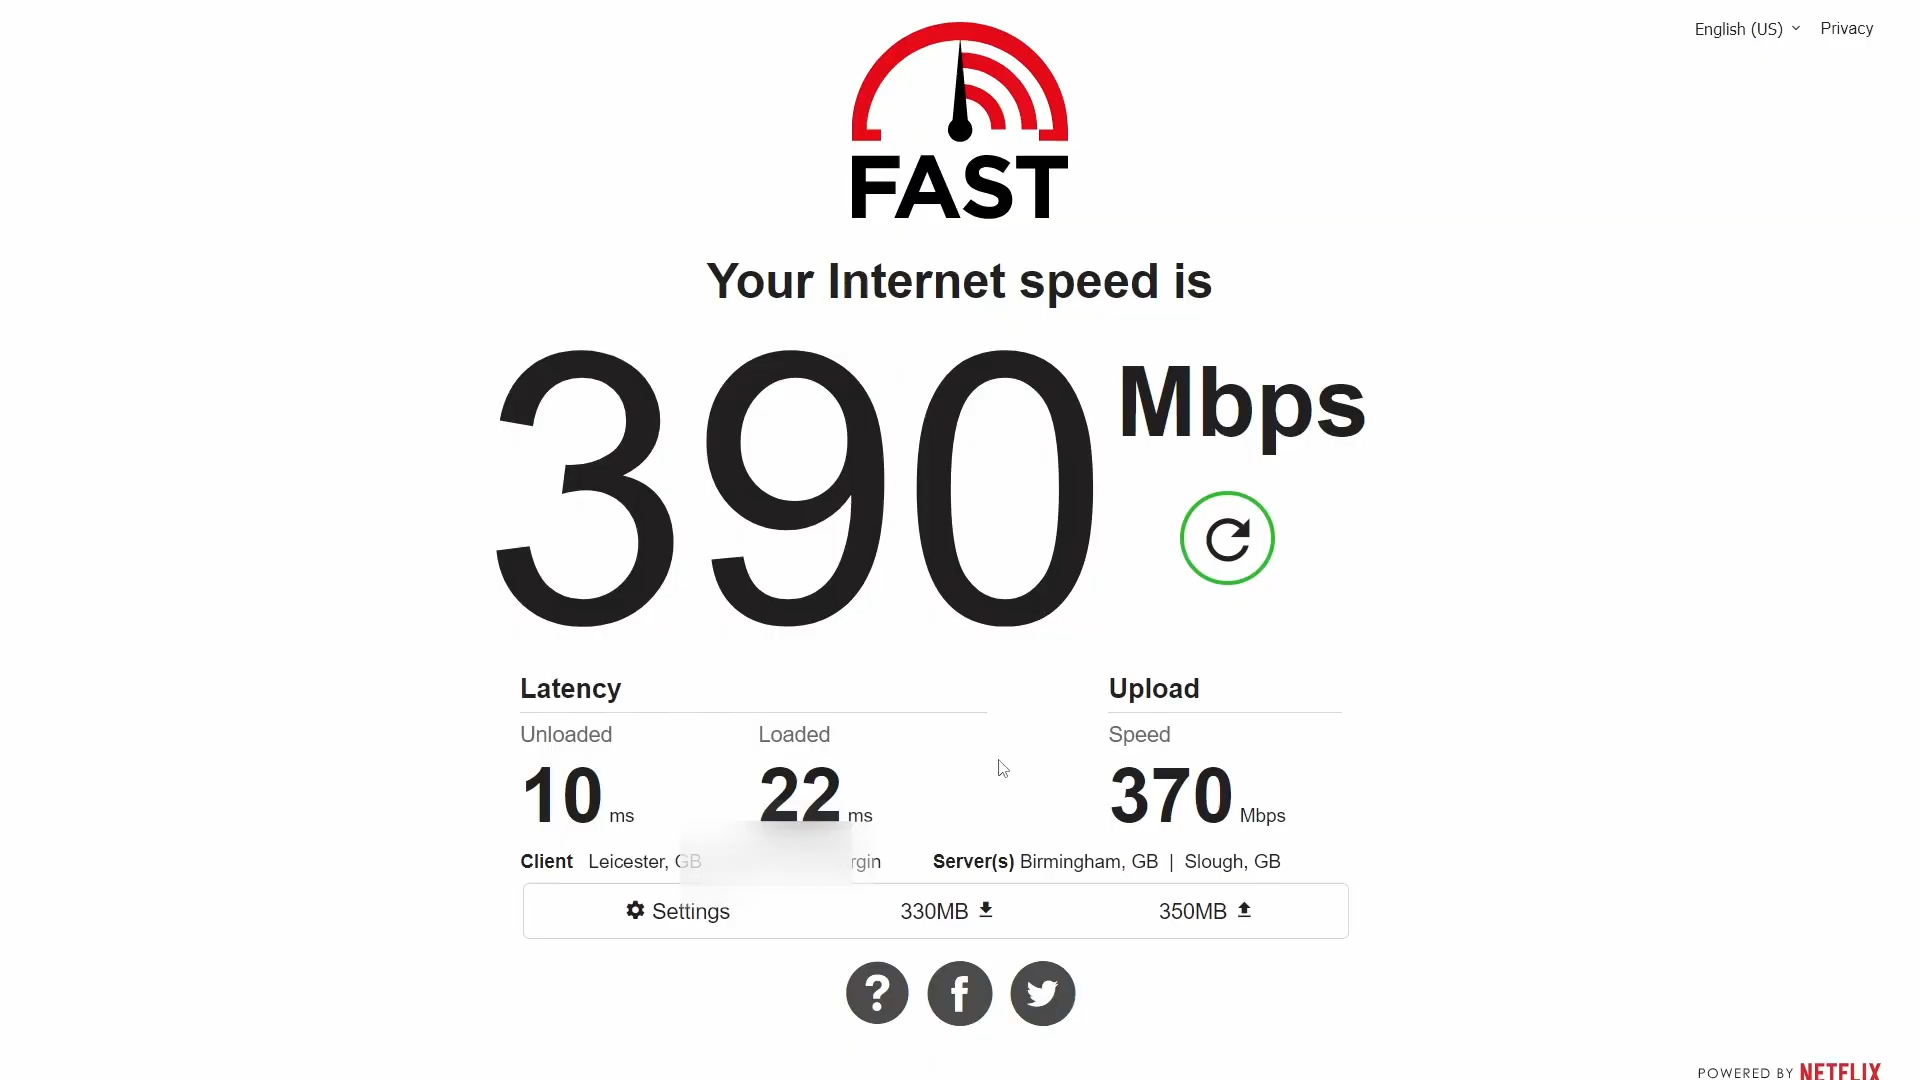 English (US) Privacy
FAST
Your Internet speed is
390 Mbps
Latency
Upload
Unloaded Loaded
Speed
10 ms 22 ms
370 Mbps
Client Leicester, GB
Server(s) Birmingham, GB | Slough, GB
Settings 330MB 350MB
POWERED BY NETFLIX